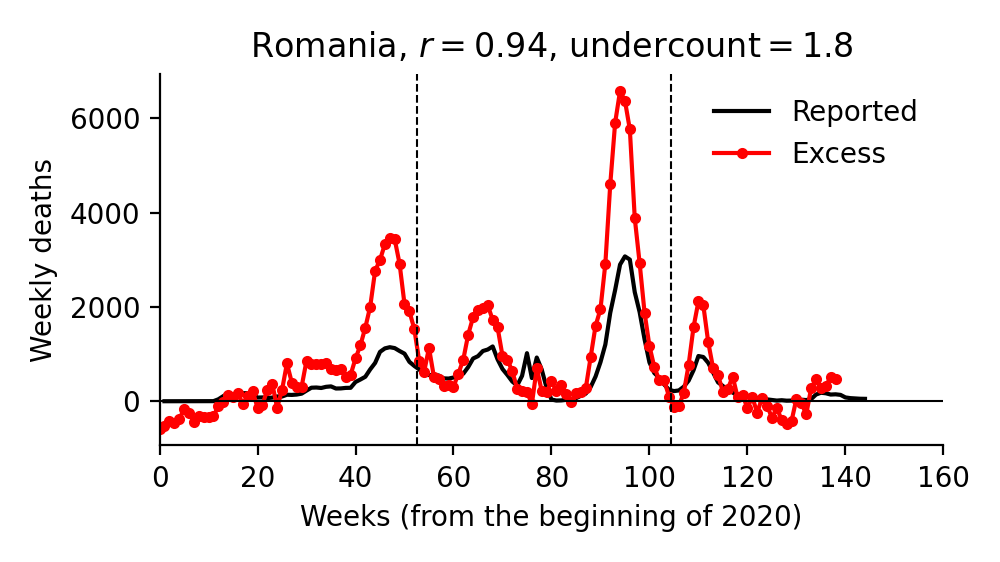 Romania, r = 0.94, undercount = 1.8
Reported
Excess
6000
4000
2000
0
Weekly deaths
0 20 40 60 80 100 120 140 160
Weeks (from the beginning of 2020)